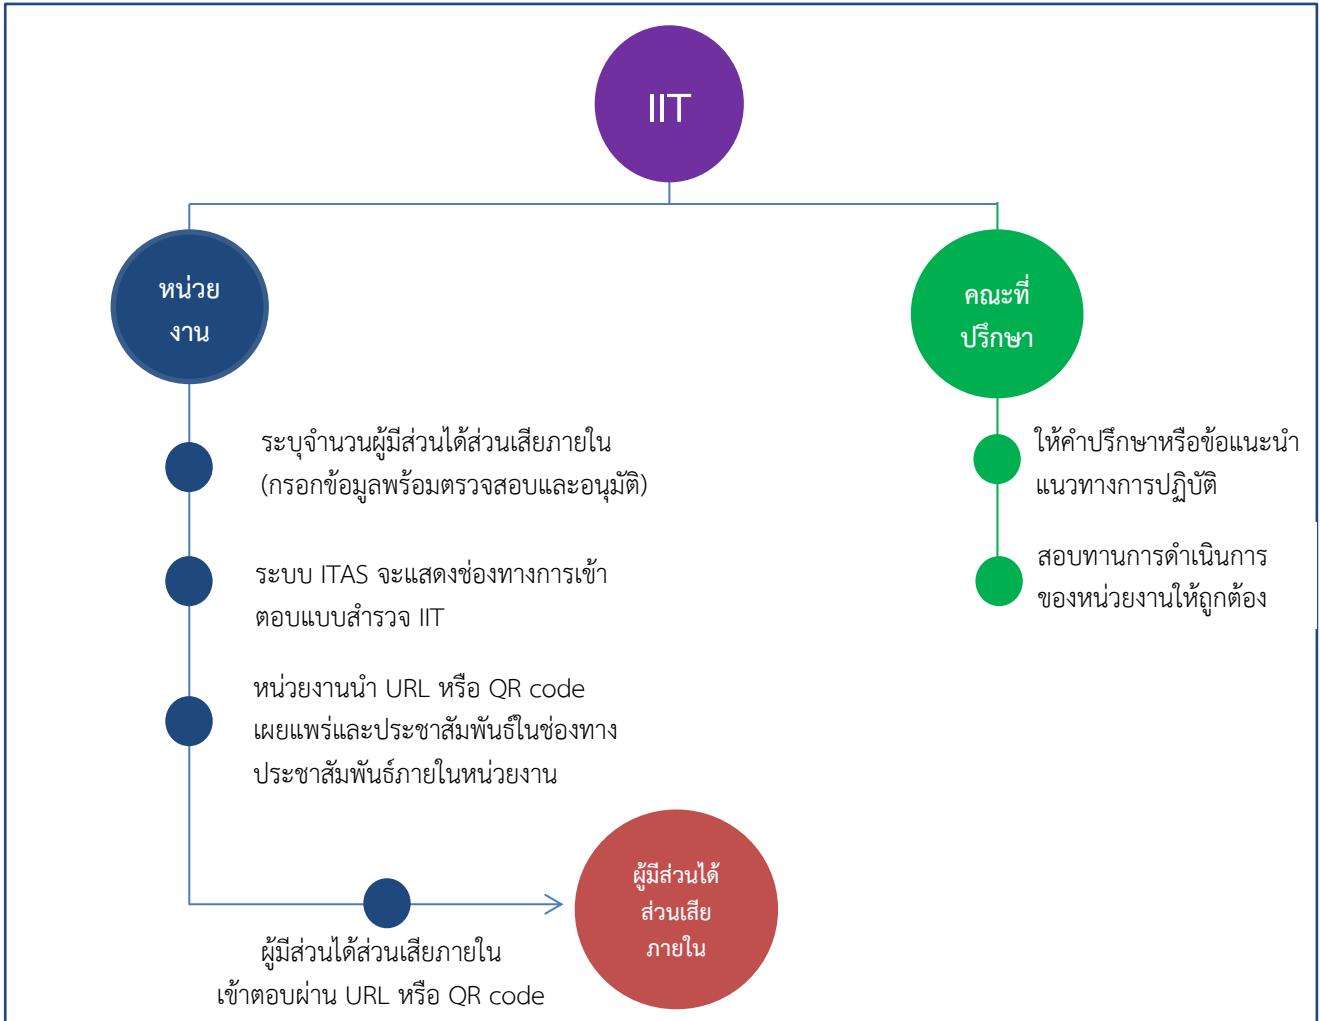 IIT
หน่วย
งาน
คณะที่
ปรึกษา
ระบุจำนวนผู้มีส่วนได้ส่วนเสียภายใน
(กรอกข้อมูลพร้อมตรวจสอบและอนุมัติ)
ระบบ ITAS จะแสดงช่องทางการเข้า
ตอบแบบสำรวจ IIT
หน่วยงานนำ URL หรือ QR code
เผยแพร่และประชาสัมพันธ์ในช่องทาง
ประชาสัมพันธ์ภายในหน่วยงาน
ผู้มีส่วนได้ส่วนเสียภายใน
เข้าตอบผ่าน URL หรือ QR code
ผู้มีส่วนได้
ส่วนเสีย
ภายใน
ให้คำปรึกษาหรือข้อแนะนำ
แนวทางการปฏิบัติ
สอบทานการดำเนินการ
ของหน่วยงานให้ถูกต้อง